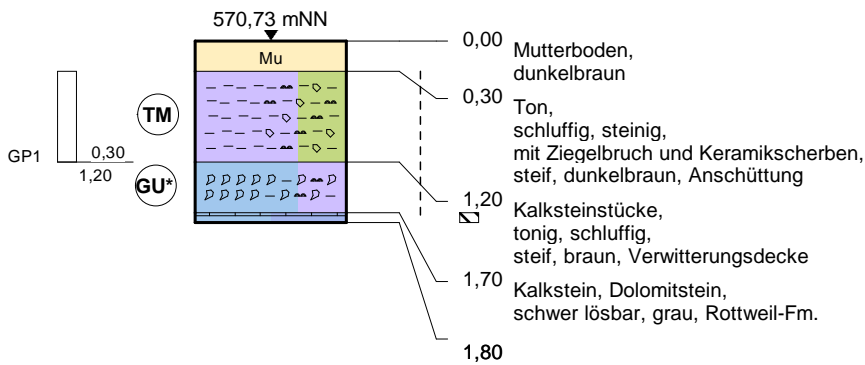 570,73 mNN
Mu
0,00
Mutterboden,
dunkelbraun
0,30
Ton,
schluffig, steinig,
mit Ziegelbruch und Keramikscherben,
steif, dunkelbraun, Anschüttung
TM
GP1
0,30
1,20
GU*
1,20
Kalksteinstücke,
tonig, schluffig,
steif, braun, Verwitterungsdecke
1,70
Kalkstein, Dolomitstein,
schwer lösbar, grau, Rottweil-Fm.
1,80